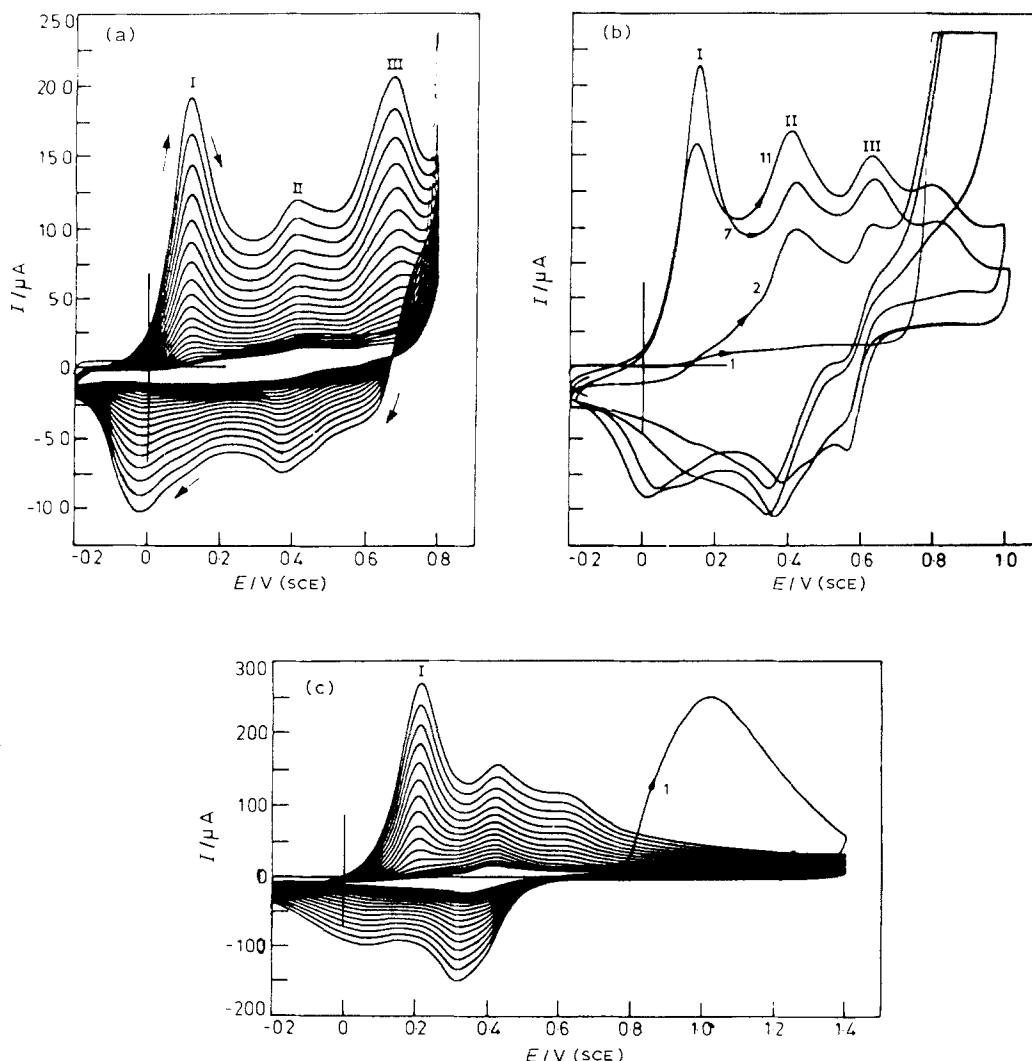 (a)
25 0
20 0
15 0
10 0
5 0
0
-5 0
-10 0
I /μA
I
II
III
-0·2 0 0·2 0·4 0·6 0·8
E / V (SCE)
(b)
I
II
III
11
7
2
1
-0·2 0 0·2 0·4 0·6 0·8 1·0
E / V (SCE)
(c)
300
200
100
0
-100
-200
I /μA
I
1
-0·2 0 0·2 0·4 0·6 0·8 1·0 1·2 1·4
E / V (SCE)